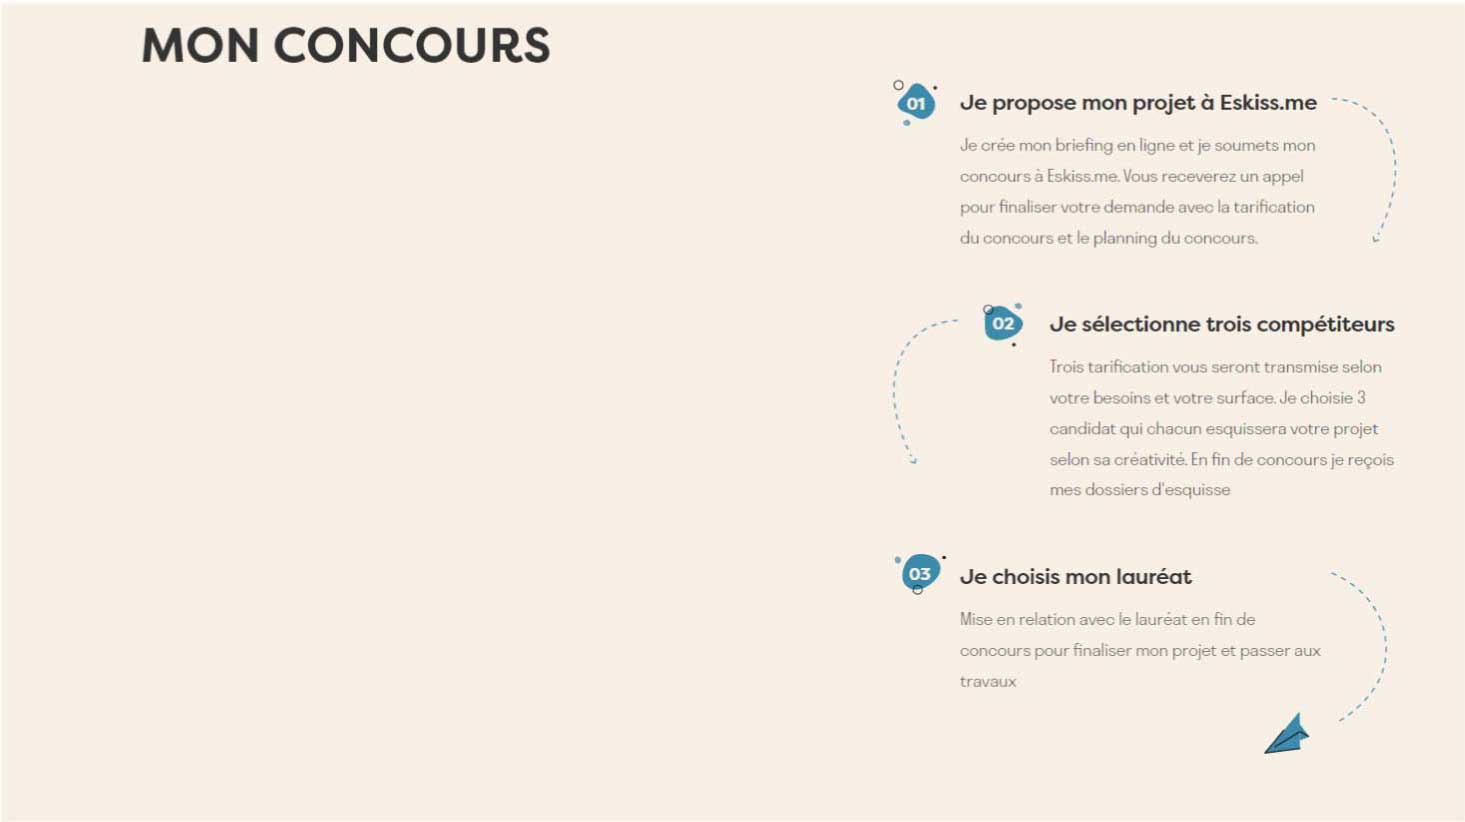 MON CONCOURS
01
Je propose mon projet à Eskiss.me
Je crée mon briefing en ligne et je soumets mon
concours à Eskiss.me. Vous receverez un appel
pour finaliser votre demande avec la tarification
du concours et le planning du concours.
02
Je sélectionne trois compétiteurs
Trois tarification vous seront transmise selon
votre besoins et votre surface. Je choisie 3
candidat qui chacun esquissera votre projet
selon sa créativité. En fin de concours je reçois
mes dossiers d'esquisse
03
Je choisis mon lauréat
Mise en relation avec le lauréat en fin de
concours pour finaliser mon projet et passer aux
travaux